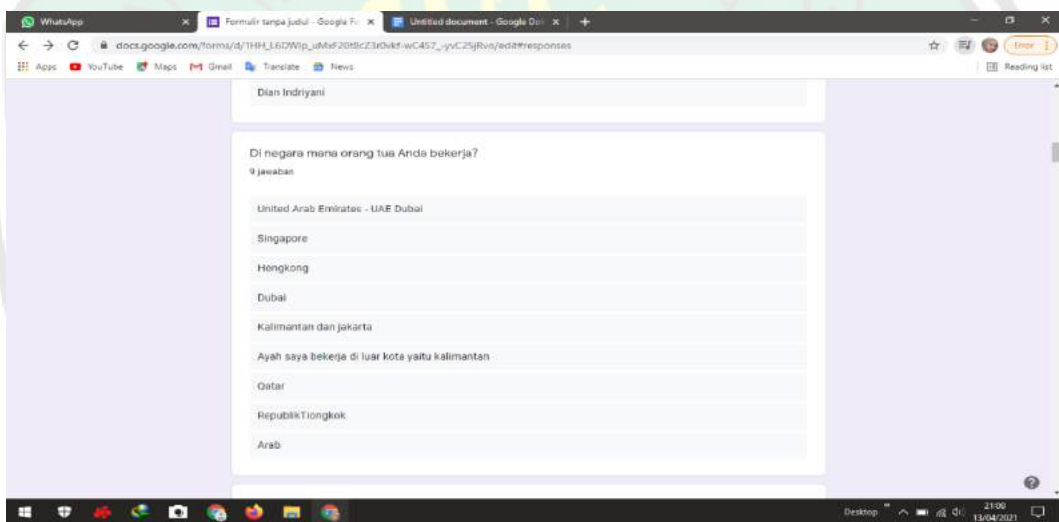 WhatsApp
Formulir tanpa judul - Google Fo
Untitled document - Google Do
docs.google.com/forms/d/
/edit#responses
Error
Apps YouTube Maps Gmail Translate News
Reading list
Dian Indriyani
Di negara mana orang tua Anda bekerja?
9 jawaban
United Arab Emirates - UAE Dubai
Singapore
Hongkong
Dubai
Kalimantan dan jakarta
Ayah saya bekerja di luar kota yaitu kalimantan
Qatar
RepublikTiongkok
Arab
Desktop
21:00
13/04/2021